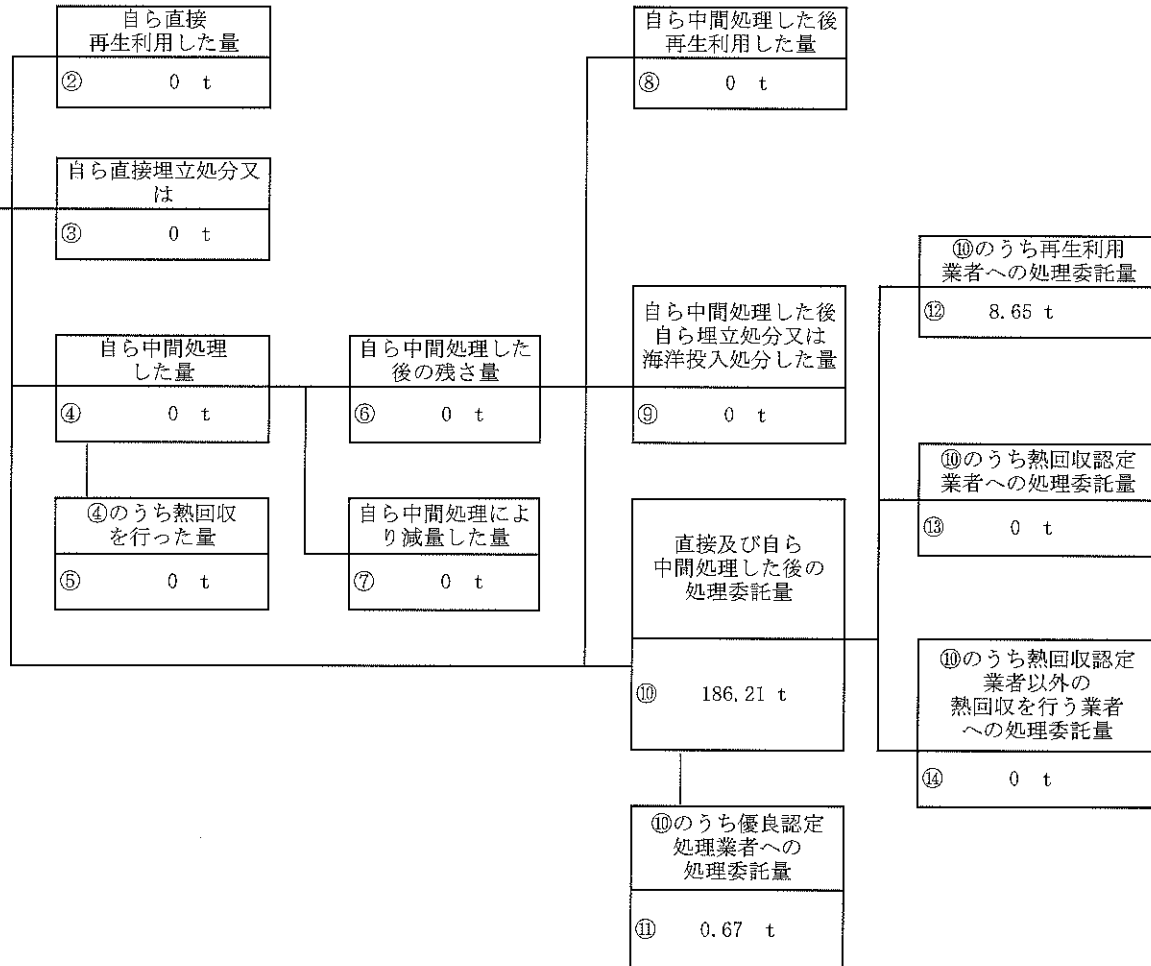 自ら直接
再生利用した量
② 0 t
自ら直接埋立処分又
は
③ 0 t
自ら中間処理
した量
④ 0 t
④のうち熱回収
を行った量
⑤ 0 t
自ら中間処理した
後の残さ量
⑥ 0 t
自ら中間処理によ
り減量した量
⑦ 0 t
自ら中間処理した後
再生利用した量
⑧ 0 t
自ら中間処理した後
自ら埋立処分又は
海洋投入処分した量
⑨ 0 t
直接及び自ら
中間処理した後の
処理委託量
⑩ 186.21 t
⑩のうち優良認定
処理業者への
処理委託量
⑪ 0.67 t
⑩のうち再生利用
業者への処理委託量
⑫ 8.65 t
⑩のうち熱回収認定
業者への処理委託量
⑬ 0 t
⑩のうち熱回収認定
業者以外の
熱回収を行う業者
への処理委託量
⑭ 0 t